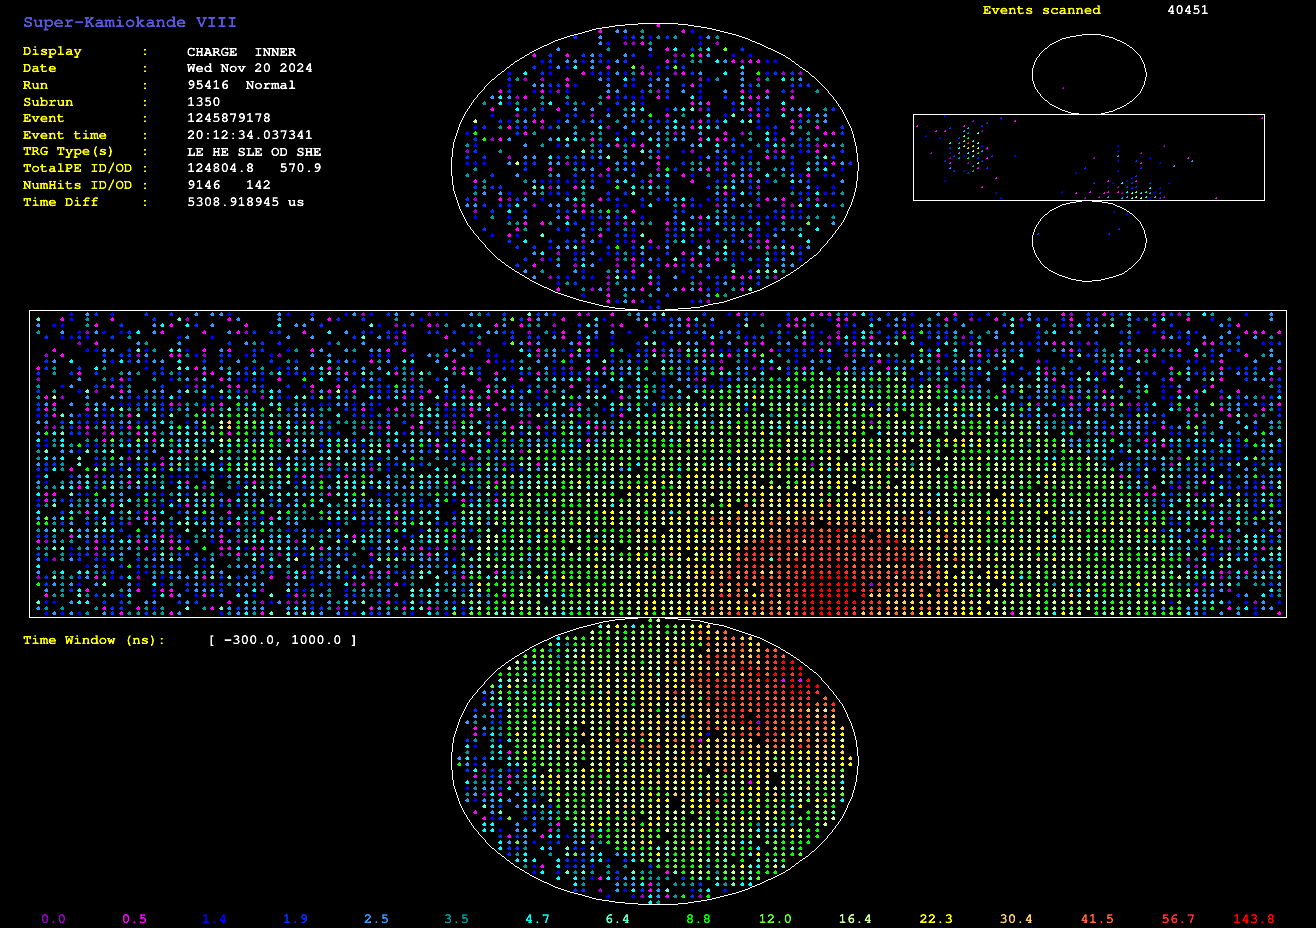 Super-Kamiokande VIII
Display : CHARGE INNER
Date : Wed Nov 20 2024
Run : 95416 Normal
Subrun : 1350
Event : 1245879178
Event time : 20:12:34.037341
TRG Type(s) : LE HE SLE OD SHE
TotalPE ID/OD : 124804.8 570.9
NumHits ID/OD : 9146 142
Time Diff : 5308.918945 us
Events scanned 40451
Time Window (ns): [ -300.0, 1000.0 ]
0.0 0.5 1.4 1.9 2.5 3.5 4.7 6.4 8.8 12.0 16.4 22.3 30.4 41.5 56.7 143.8